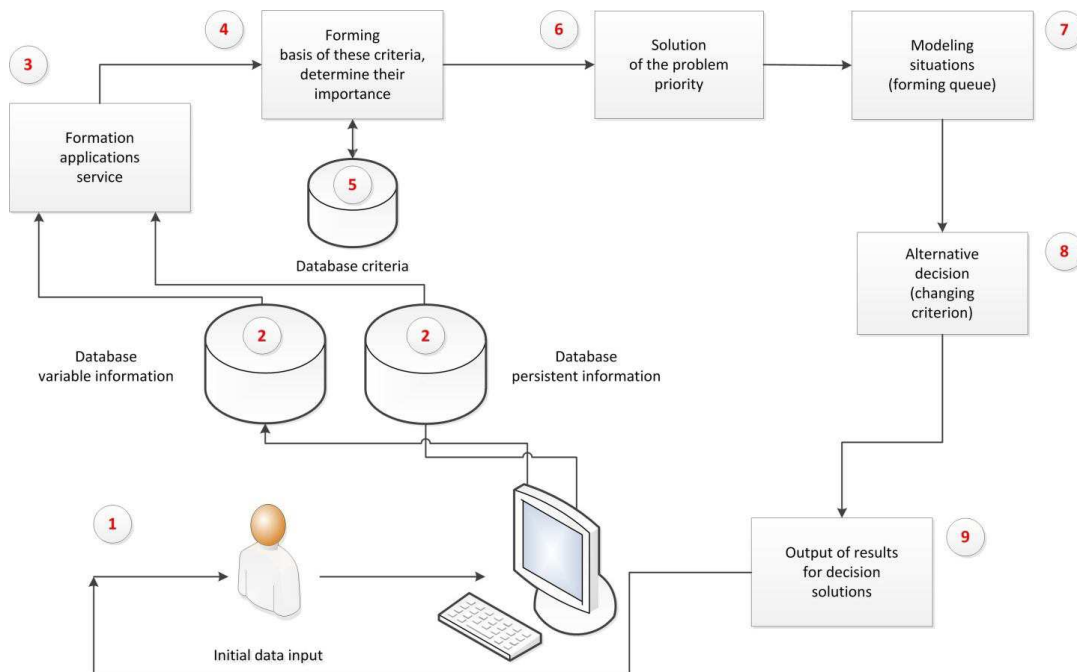 4
Forming
basis of these criteria,
determine their
importance
6
Solution
of the problem
priority
7
Modeling
situations
(forming queue)
3
Formation
applications
service
5
Database criteria
8
Alternative
decision
(changing
criterion)
2
Database
variable information
2
Database
persistent information
1
Initial data input
9
Output of results
for decision
solutions